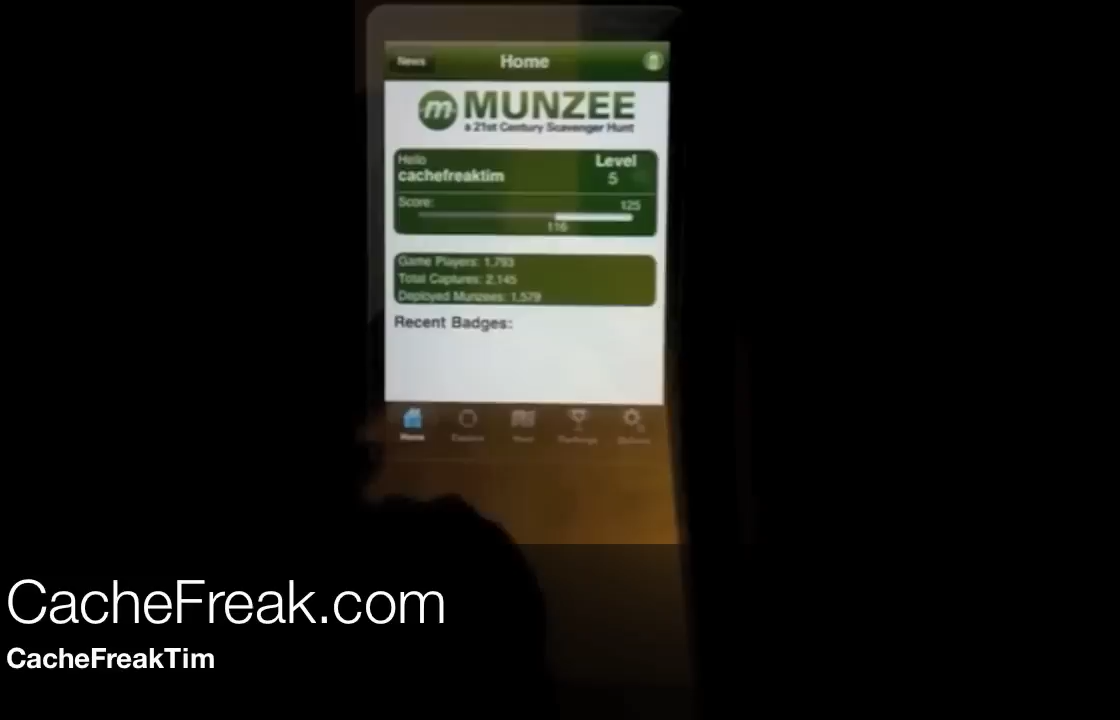 News
Home
m MUNZEE
a 21st Century Scavenger Hunt
Hello
cachefreaktim
Level
5
Score:
125
116
Game Players: 1,793
Total Captures: 2,145
Deployed Munzees: 1,579
Recent Badges:
Home
CacheFreak.com
CacheFreakTim